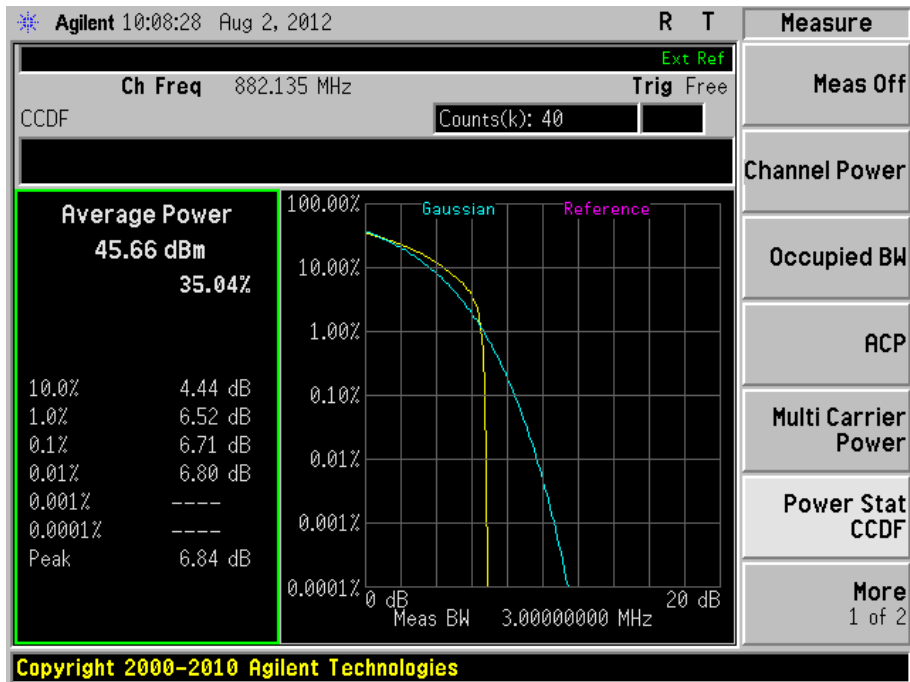 Agilent 10:08:28 Aug 2, 2012 R T
Measure
Ext Ref
Ch Freq 882.135 MHz Trig Free
CCDF Counts(k): 40
Meas Off
Channel Power
Occupied BW
ACP
Multi Carrier
Power
Power Stat
CCDF
More
1 of 2
Average Power
45.66 dBm
35.04%
10.0% 4.44 dB
1.0% 6.52 dB
0.1% 6.71 dB
0.01% 6.80 dB
0.001% ----
0.0001% ----
Peak 6.84 dB
Gaussian Reference
100.00%
10.00%
1.00%
0.10%
0.01%
0.001%
0.0001%
0 dB 20 dB
Meas BW 3.00000000 MHz
Copyright 2000-2010 Agilent Technologies